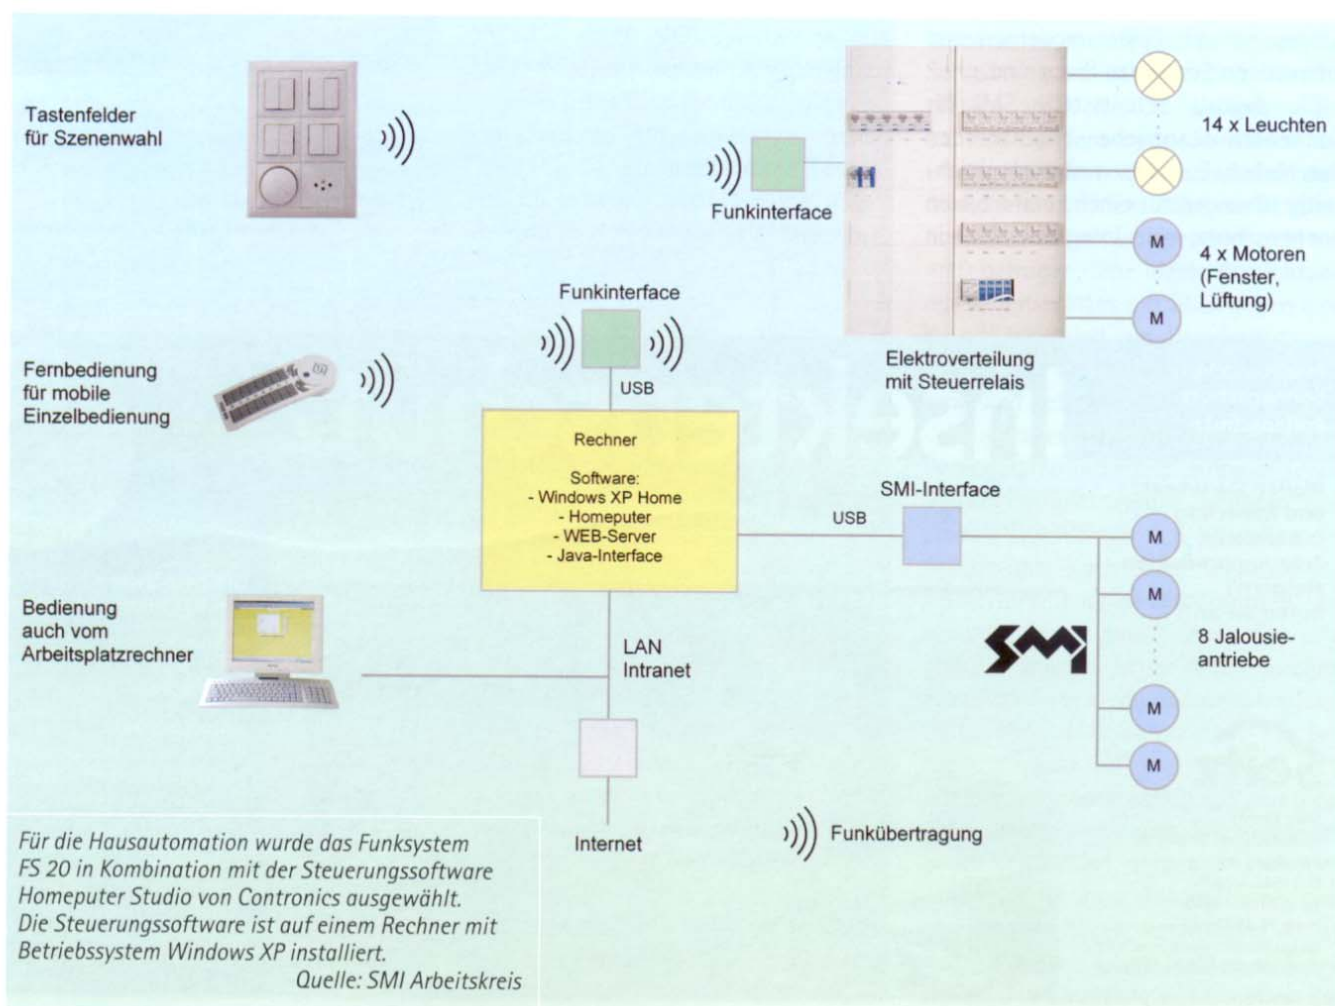 Tastenfelder
für Szenenwahl
14 x Leuchten
Funkinterface
M
4 x Motoren
(Fenster,
Lüftung)
M
Funkinterface
Elektroverteilung
mit Steuerrelais
USB
Fernbedienung
für mobile
Einzelbedienung
Rechner
Software:
- Windows XP Home
- Homeputer
- WEB-Server
- Java-Interface
SMI-Interface
USB
M
M
SMI
8 Jalousie-
antriebe
M
M
Bedienung
auch vom
Arbeitsplatzrechner
LAN
Intranet
Internet
Funkübertragung
Für die Hausautomation wurde das Funksystem
FS 20 in Kombination mit der Steuerungssoftware
Homeputer Studio von Contronics ausgewählt.
Die Steuerungssoftware ist auf einem Rechner mit
Betriebssystem Windows XP installiert.
Quelle: SMI Arbeitskreis